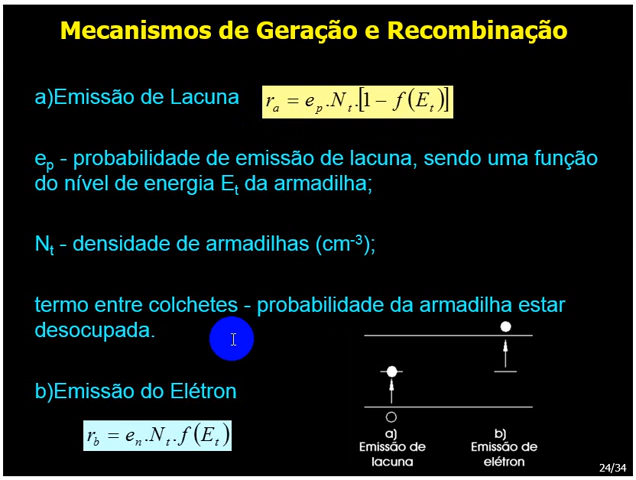 Mecanismos de Geração e Recombinação
a)Emissão de Lacuna r_a = e_p.N_t.[1 − f(E_t)]
e_p - probabilidade de emissão de lacuna, sendo uma função
do nível de energia E_t da armadilha;
N_t - densidade de armadilhas (cm⁻³);
termo entre colchetes - probabilidade da armadilha estar
desocupada.
b)Emissão do Elétron
r_b = e_n.N_t.f(E_t)
a)
Emissão de
lacuna
b)
Emissão de
elétron
24/34